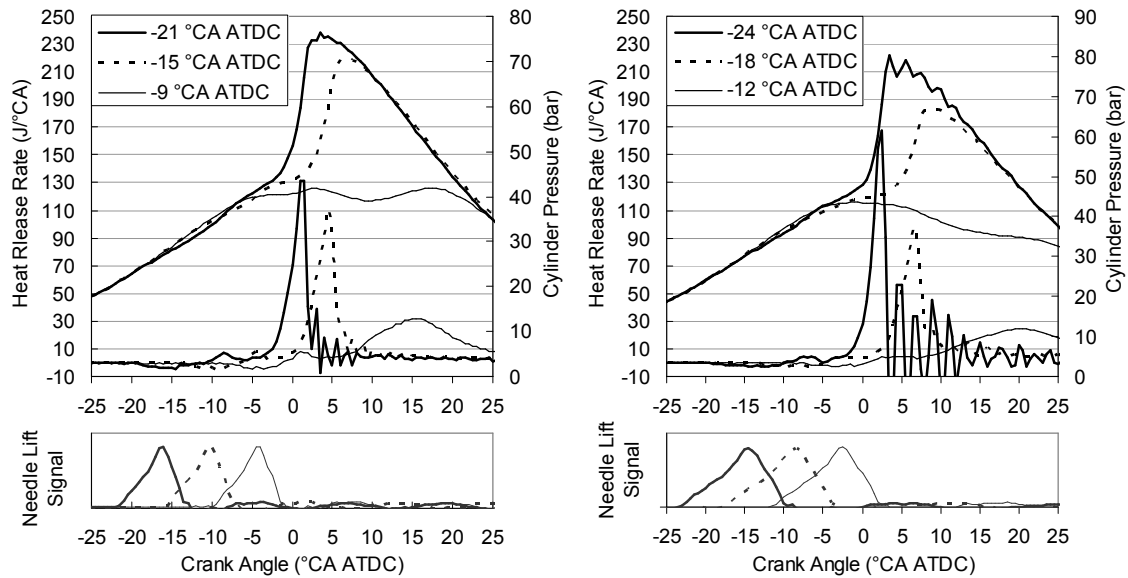 -21 °CA ATDC
-15 °CA ATDC
-9 °CA ATDC
Heat Rlease Rate (J/°CA)
250
230
210
190
170
150
130
110
90
70
50
30
10
-10
80
70
60
50
40
30
20
10
0
Cylinder Pressure (bar)
-25 -20 -15 -10 -5 0 5 10 15 20 25
Needle Lift
Signal
-25 -20 -15 -10 -5 0 5 10 15 20 25
Crank Angle (°CA ATDC)
-24 °CA ATDC
-18 °CA ATDC
-12 °CA ATDC
Heat Rlease Rate (J/°CA)
250
230
210
190
170
150
130
110
90
70
50
30
10
-10
90
80
70
60
50
40
30
20
10
0
Cylinder Pressure (bar)
-25 -20 -15 -10 -5 0 5 10 15 20 25
Needle Lift
Signal
-25 -20 -15 -10 -5 0 5 10 15 20 25
Crank Angle (°CA ATDC)